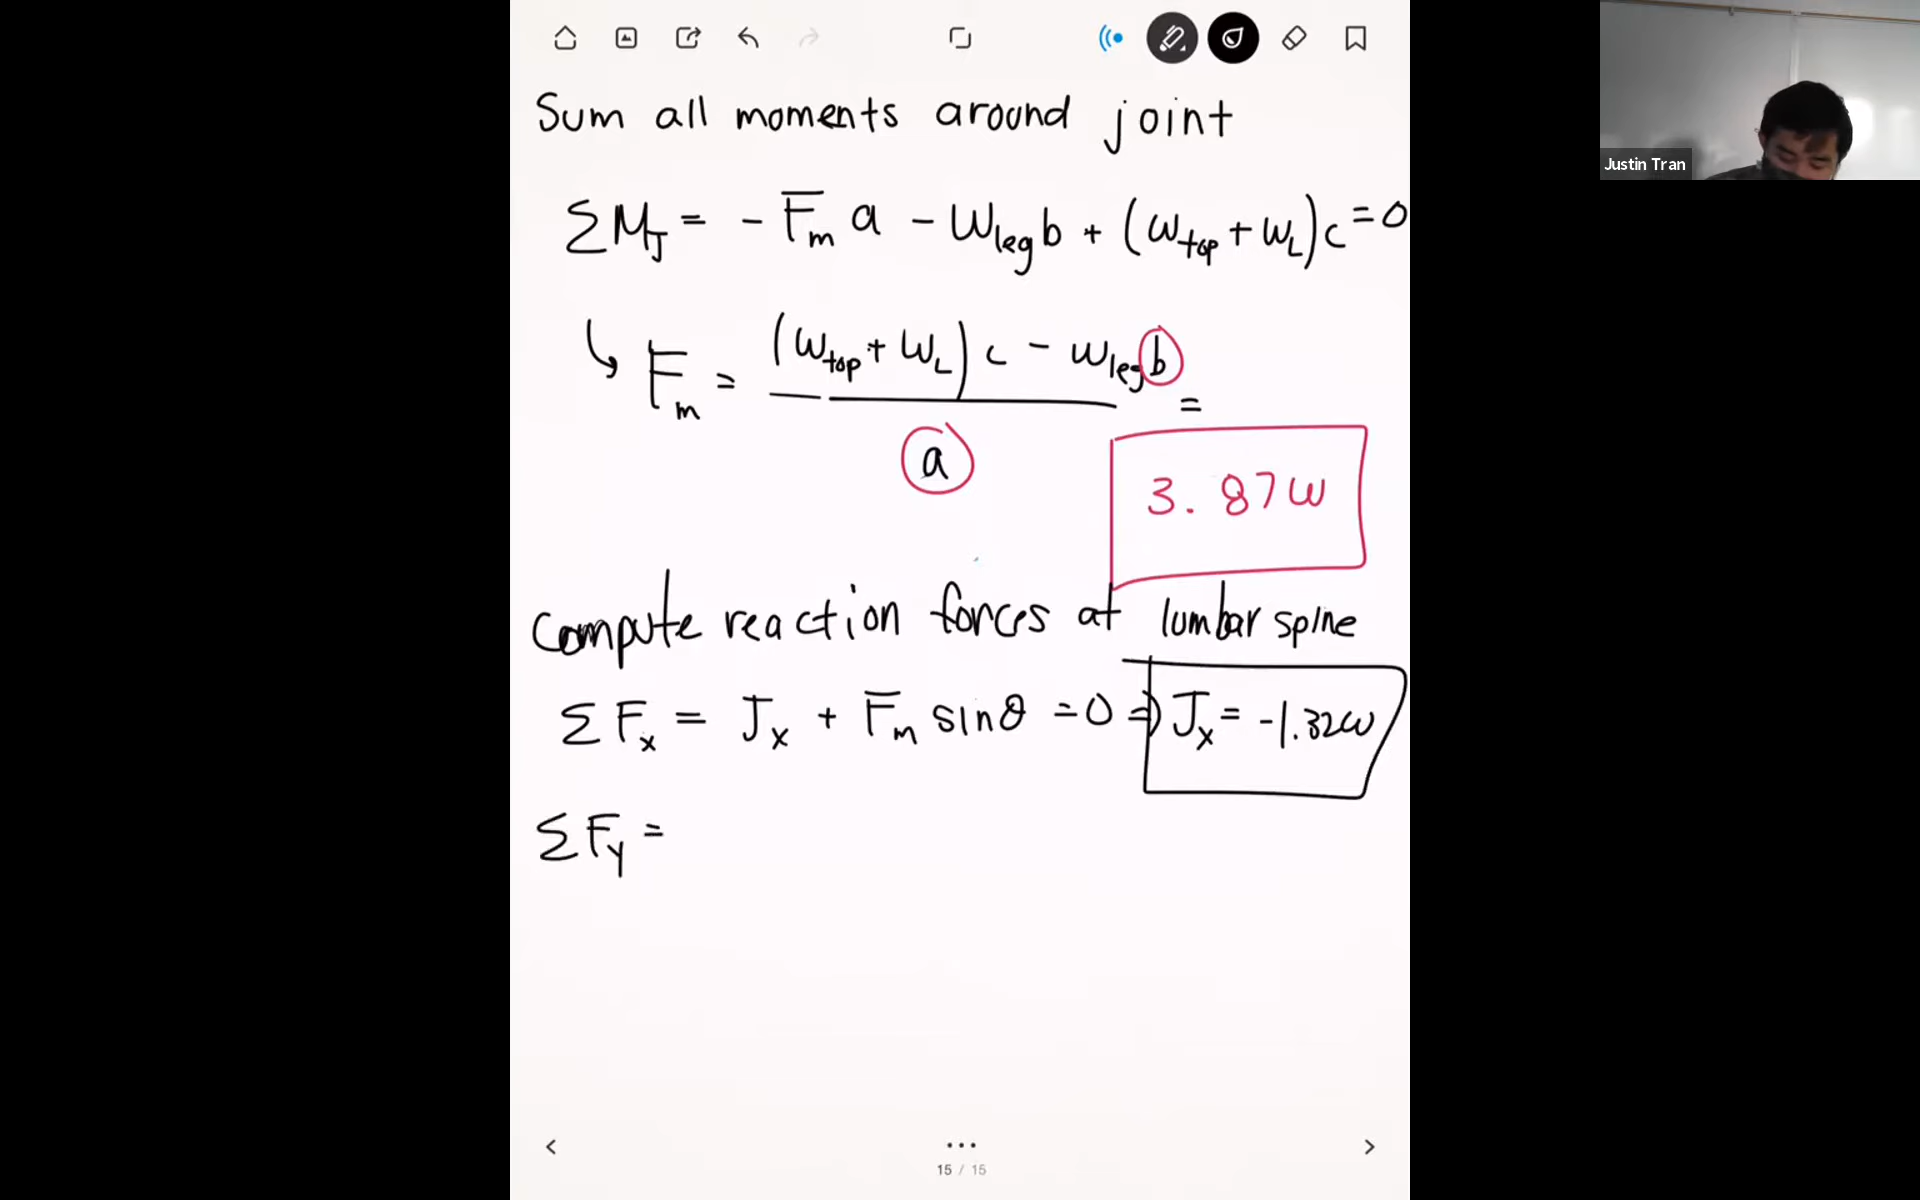 Sum all moments around joint
ΣM_J = - F_m a - W_leg b + (W_top + W_L) c = 0
↳ F_m = ((W_top + W_L) c - W_leg b) / a =
3.87W
Compute reaction forces at lumbar spine
ΣF_x = J_x + F_m sinθ = 0 ⇒ J_x = -1.32W
ΣF_y =
15 / 15
Justin Tran